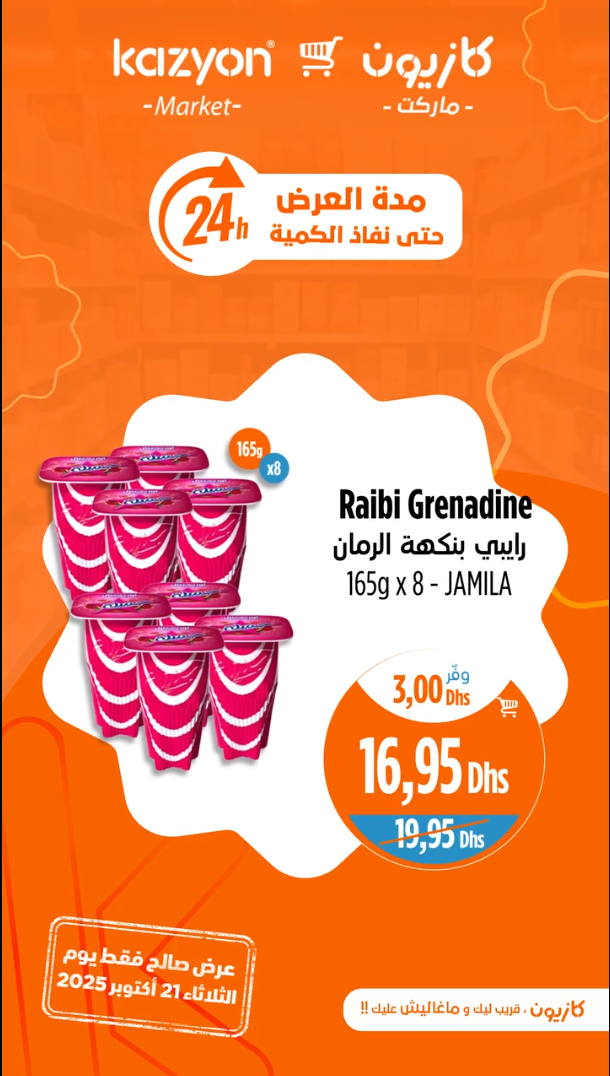 kazyon® كازيون
-Market- - ماركت -
24h
مدة العرض
حتى نفاذ الكمية
165g
x8
Raibi Grenadine
رايبي بنكهة الرمان
165g x 8 - JAMILA
وفّر
3,00 Dhs
16,95 Dhs
19,95 Dhs
عرض صالح فقط يوم
الثلاثاء 21 أكتوبر 2025
كازيون ، قريب ليك و ماغاليش عليك !!